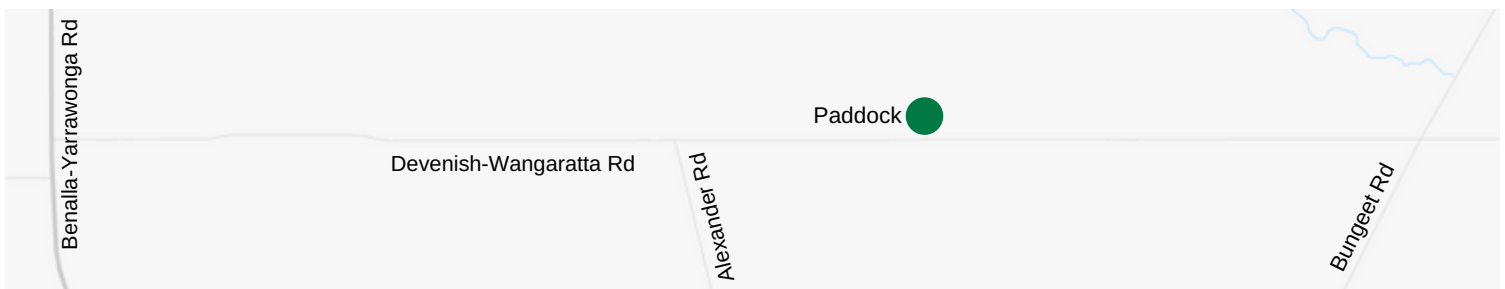 Benalla-Yarrawonga Rd
Paddock
Devenish-Wangaratta Rd
Alexander Rd
Bungeet Rd